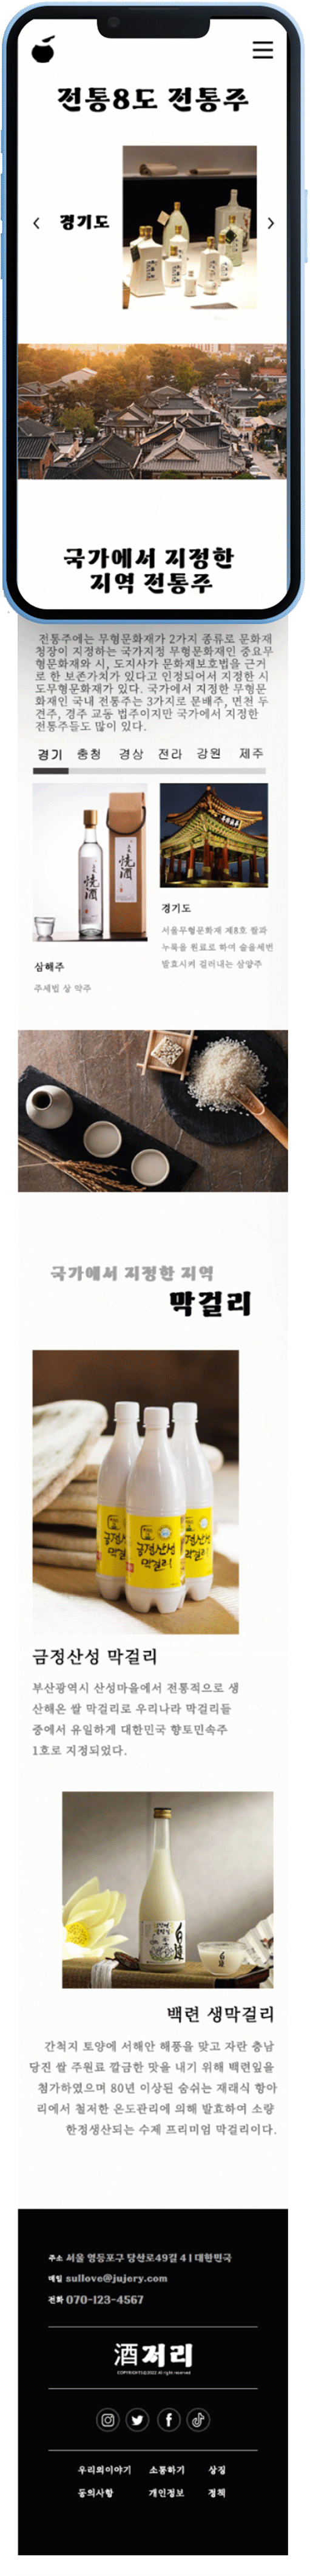 전통8도 전통주
경기도
국가에서 지정한
지역 전통주
전통주에는 무형문화재가 2가지 종류로 문화재
청장이 지정하는 국가지정 무형문화재인 중요무
형문화재와 시, 도지사가 문화재보호법을 근거
로 한 보존가치가 있다고 인정되어서 지정한 시
도무형문화재가 있다. 국가에서 지정한 무형문
화재인 국내 전통주는 3가지로 문배주, 면천 두
견주, 경주 교동 법주이지만 국가에서 지정한
전통주들도 많이 있다.
경기 충청 경상 전라 강원 제주
燒酒
燒酒
경기도
서울무형문화재 제8호 쌀과
누룩을 원료로 하여 술을세번
발효시켜 걸러내는 삼양주
삼해주
주세법 상 약주
국가에서 지정한 지역
막걸리
금정산성
막걸리
금정산성 막걸리
부산광역시 산성마을에서 전통적으로 생
산해온 쌀 막걸리로 우리나라 막걸리들
중에서 유일하게 대한민국 향토민속주
1호로 지정되었다.
白蓮
백련 생막걸리
간척지 토양에 서해안 해풍을 맞고 자란 충남
당진 쌀 주원료 깔끔한 맛을 내기 위해 백련잎을
첨가하였으며 80년 이상된 숨쉬는 재래식 항아
리에서 철저한 온도관리에 의해 발효하여 소량
한정생산되는 수제 프리미엄 막걸리이다.
주소 서울 영등포구 당산로49길 4 | 대한민국
메일 sullove@jujery.com
전화 070-123-4567
酒저리
COPYRIGHTⓒ2022 All right reserved
우리의이야기 소통하기 상징
동의사항 개인정보 정책